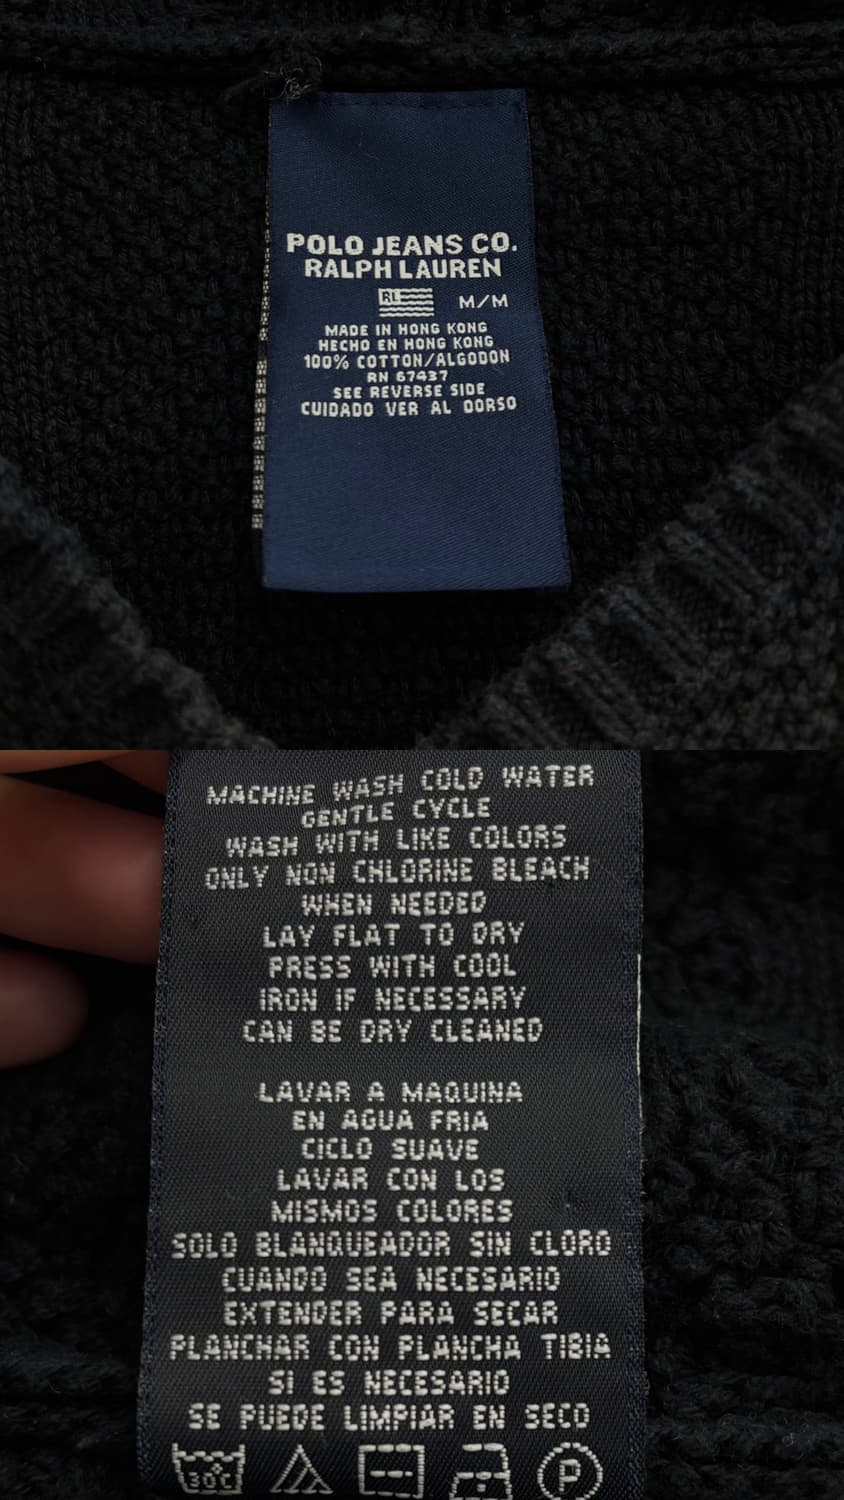 POLO JEANS CO.
RALPH LAUREN
RL M/M
MADE IN HONG KONG
HECHO EN HONG KONG
100% COTTON/ALGODON
RN 67437
SEE REVERSE SIDE
CUIDADO VER AL DORSO
MACHINE WASH COLD WATER
GENTLE CYCLE
WASH WITH LIKE COLORS
ONLY NON CHLORINE BLEACH
WHEN NEEDED
LAY FLAT TO DRY
PRESS WITH COOL
IRON IF NECESSARY
CAN BE DRY CLEANED
LAVAR A MAQUINA
EN AGUA FRIA
CICLO SUAVE
LAVAR CON LOS
MISMOS COLORES
SOLO BLANQUEADOR SIN CLORO
CUANDO SEA NECESARIO
EXTENDER PARA SECAR
PLANCHAR CON PLANCHA TIBIA
SI ES NECESARIO
SE PUEDE LIMPIAR EN SECO
30C P